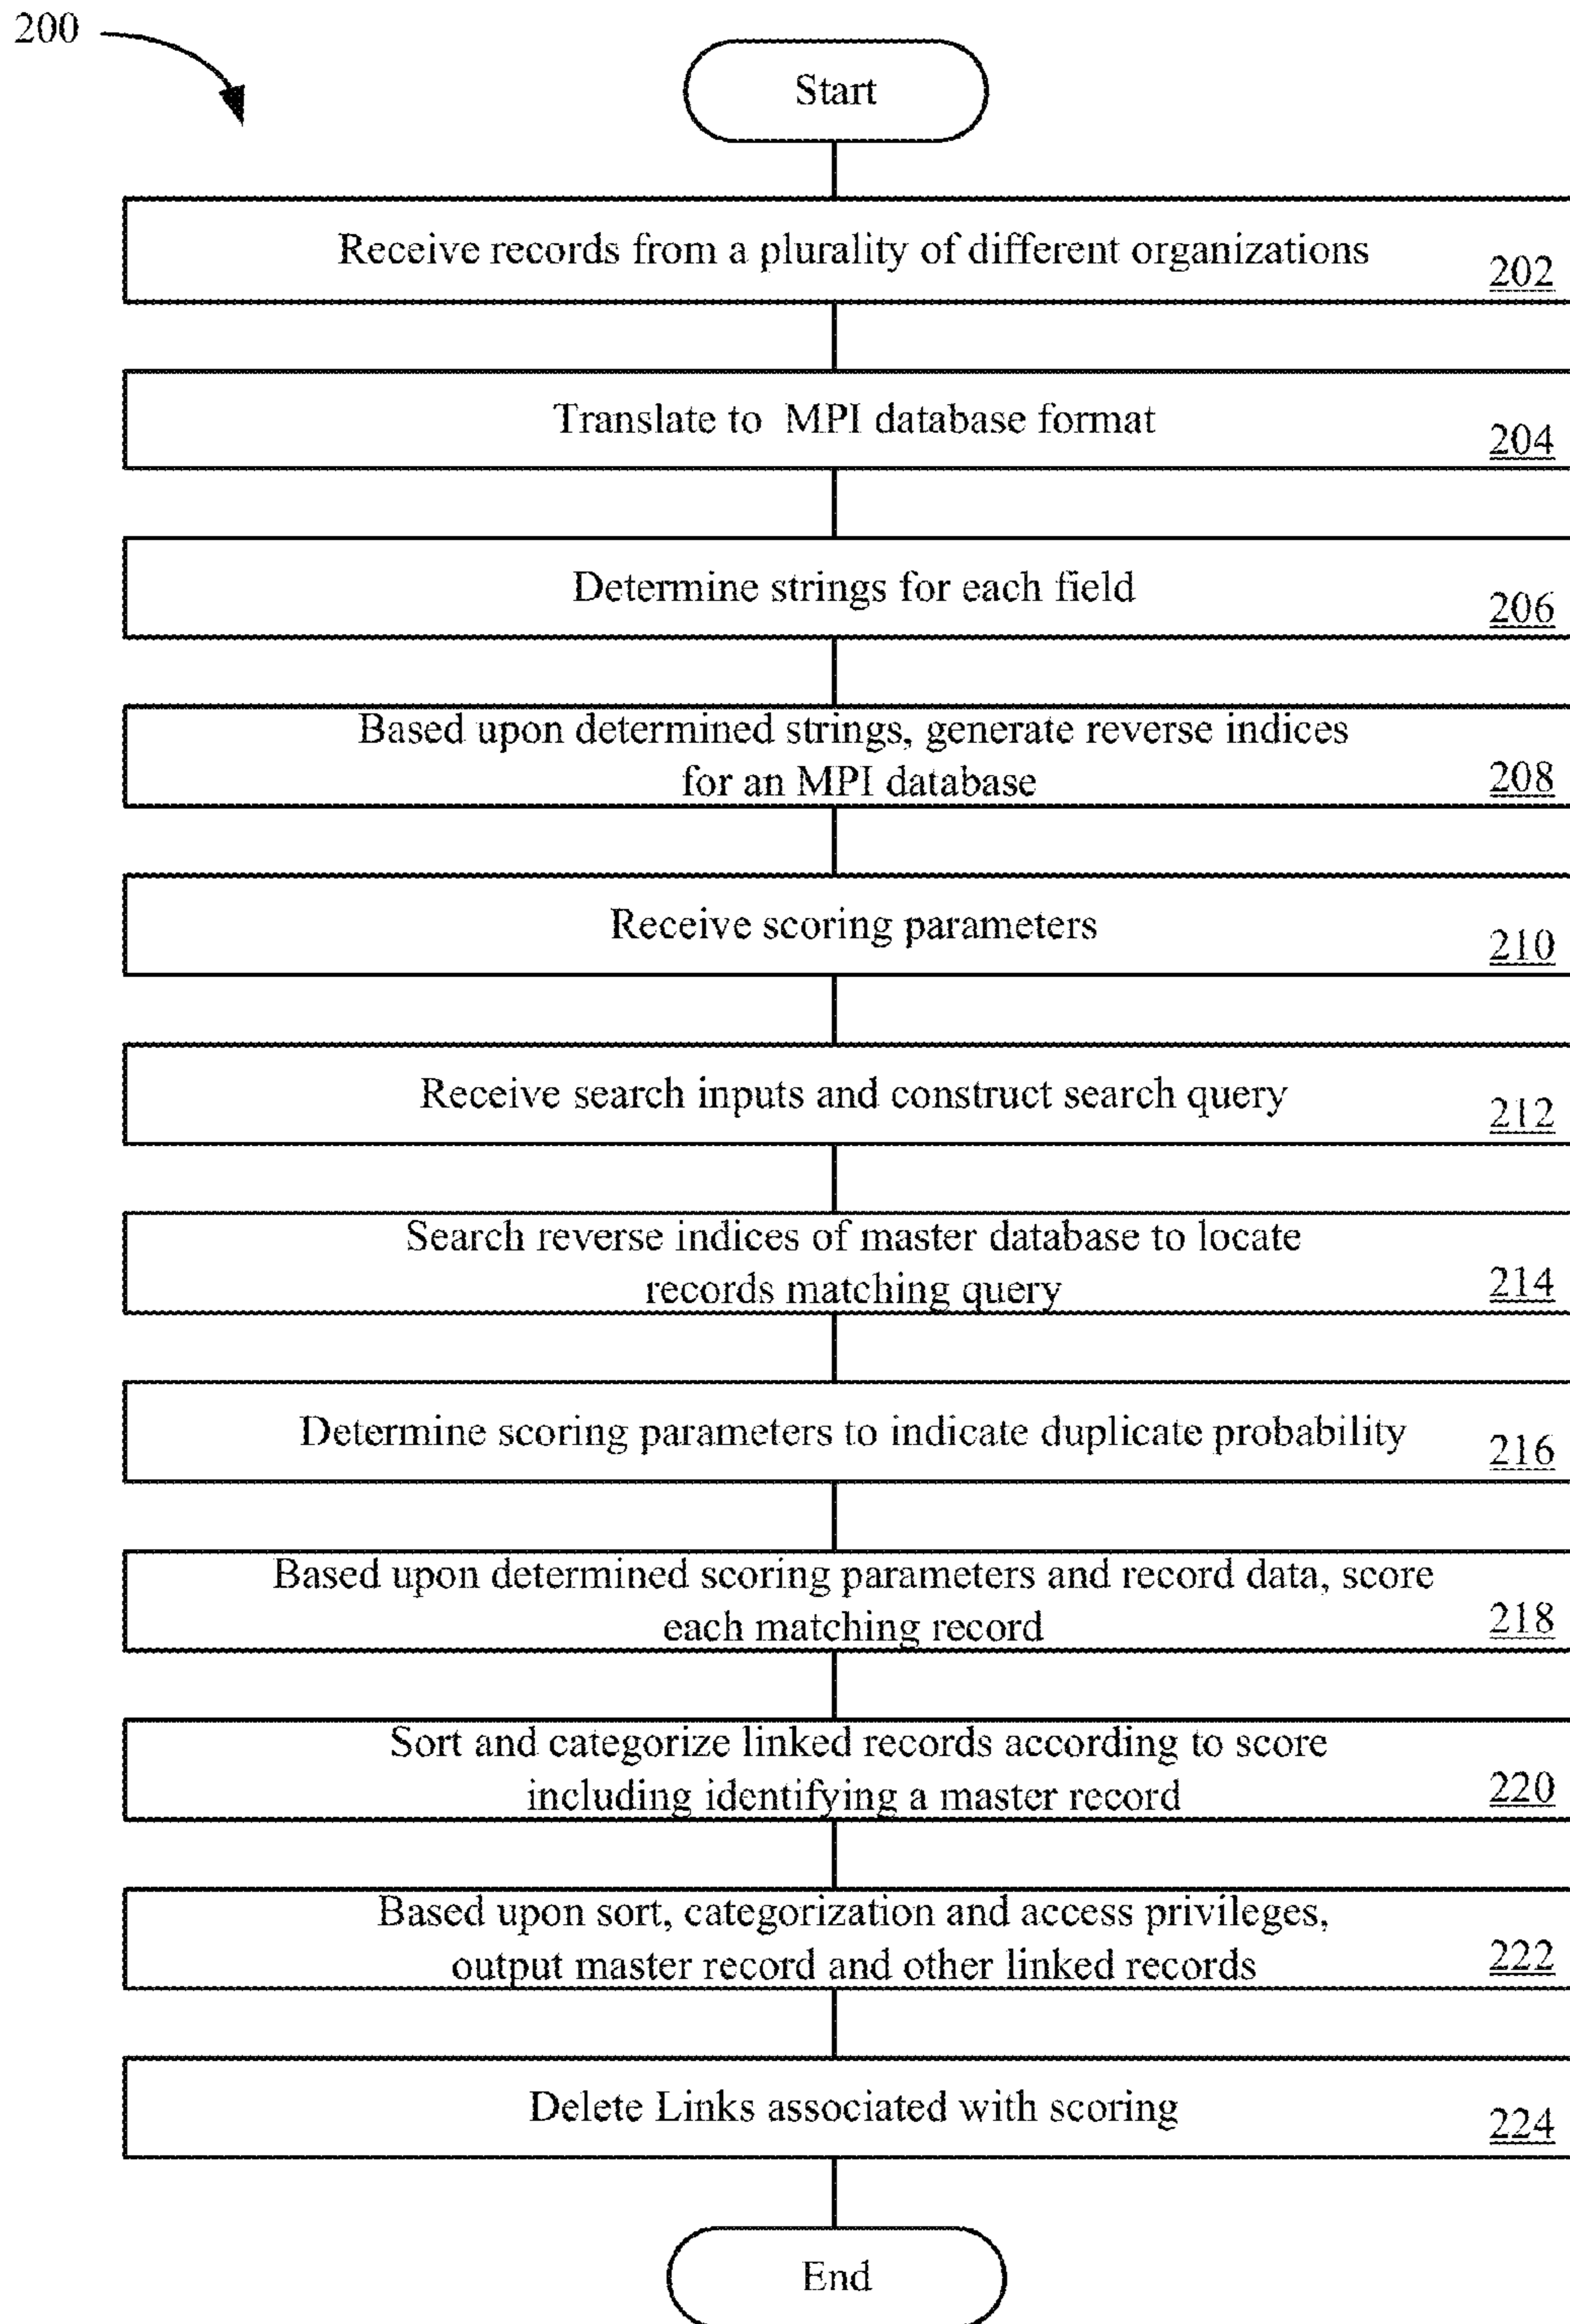 200
Start
Receive records from a plurality of different organizations
202
Translate to MPI database format
204
Determine strings for each field
206
Based upon determined strings, generate reverse indices
for an MPI database
208
Receive scoring parameters
210
Receive search inputs and construct search query
212
Search reverse indices of master database to locate
records matching query
214
Determine scoring parameters to indicate duplicate probability
216
Based upon determined scoring parameters and record data, score
each matching record
218
Sort and categorize linked records according to score
including identifying a master record
220
Based upon sort, categorization and access privileges,
output master record and other linked records
222
Delete Links associated with scoring
224
End